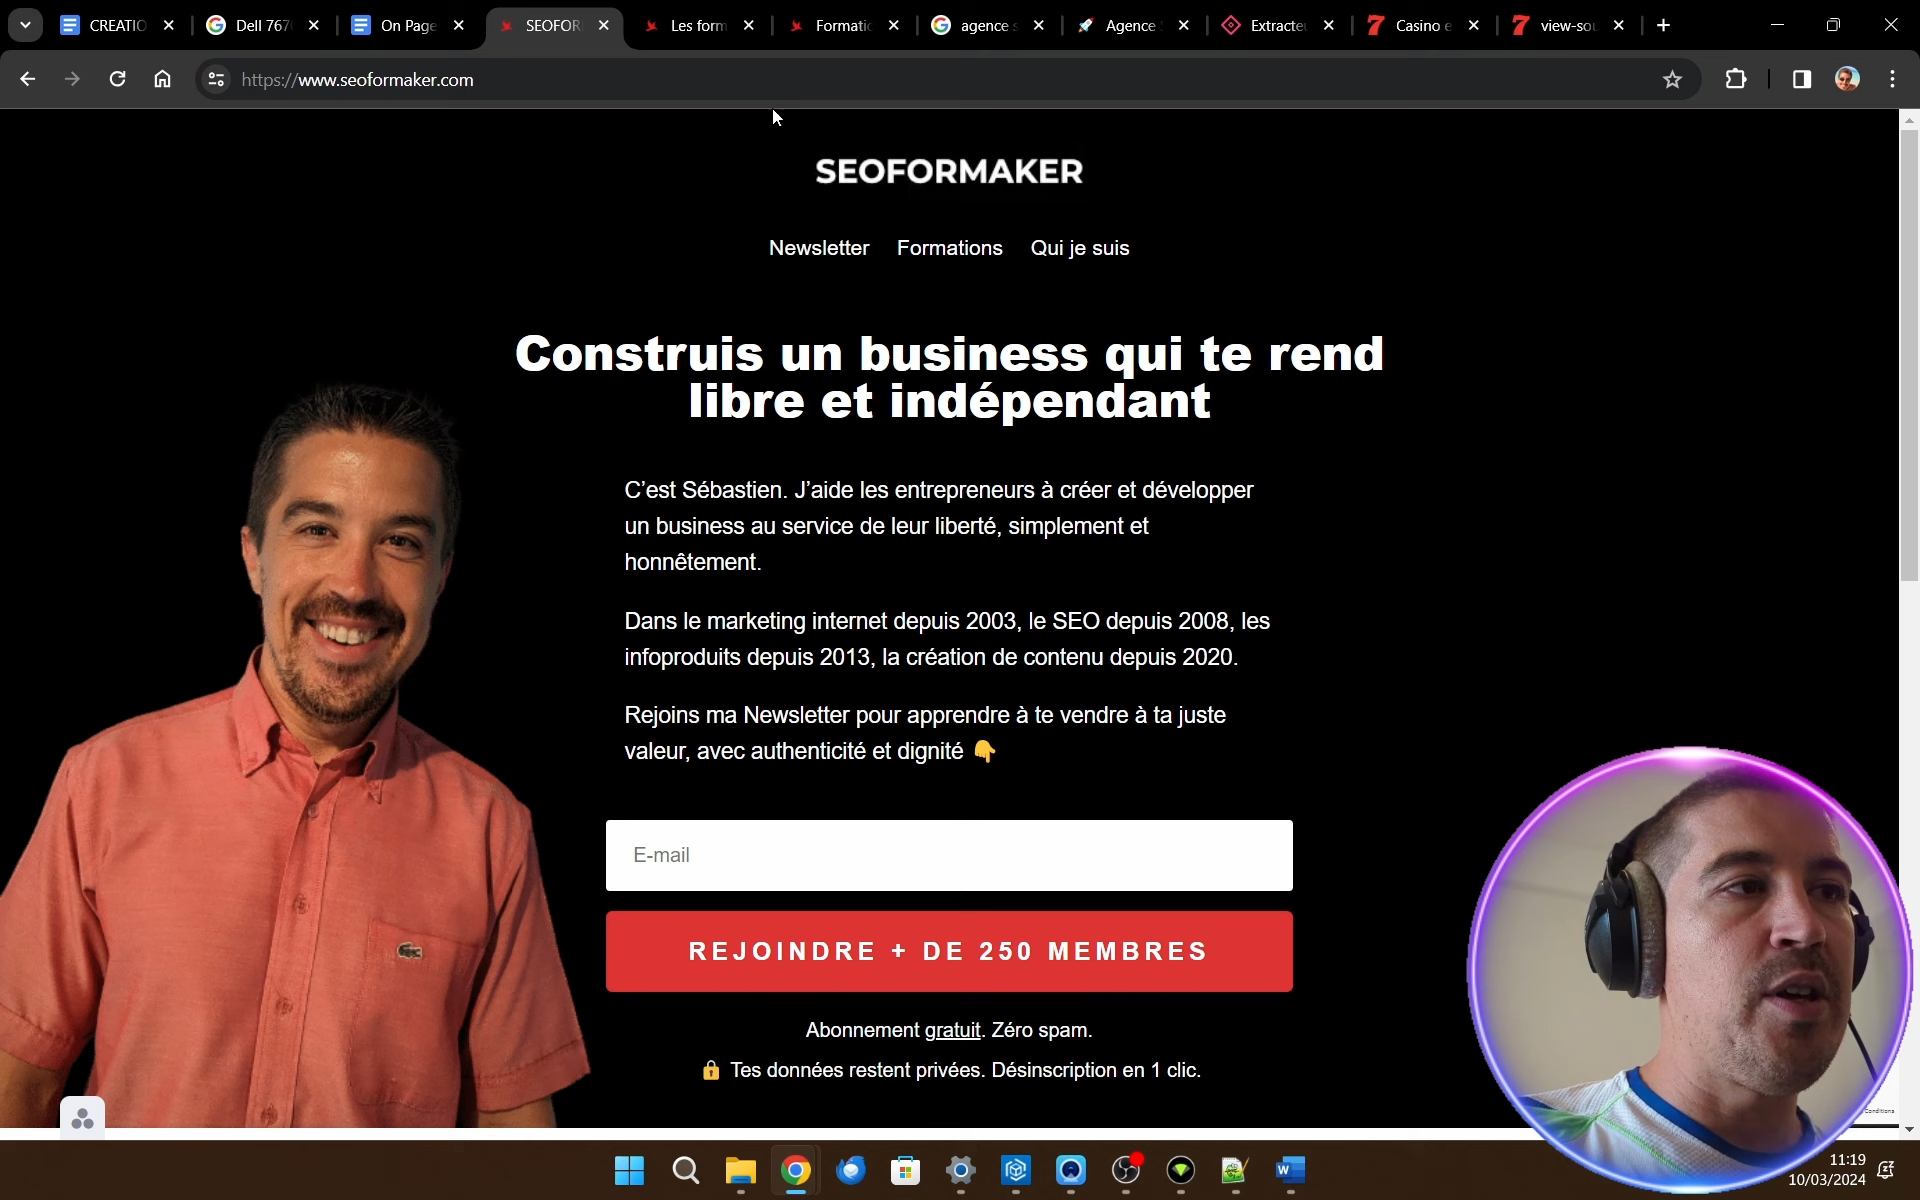 CREATIO
Dell 767
On Page
SEOFOR
Les form
Formatic
agence s
Agence
Extracteu
Casino e
view-sou
https://www.seoformaker.com
SEOFORMAKER
Newsletter Formations Qui je suis
Construis un business qui te rend
libre et indépendant
C’est Sébastien. J’aide les entrepreneurs à créer et développer
un business au service de leur liberté, simplement et
honnêtement.
Dans le marketing internet depuis 2003, le SEO depuis 2008, les
infoproduits depuis 2013, la création de contenu depuis 2020.
Rejoins ma Newsletter pour apprendre à te vendre à ta juste
valeur, avec authenticité et dignité 👇
E-mail
REJOINDRE + DE 250 MEMBRES
Abonnement gratuit. Zéro spam.
🔒 Tes données restent privées. Désinscription en 1 clic.
Conditions
11:19
10/03/2024